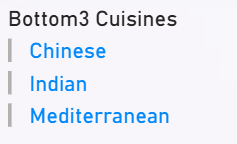 Bottom3 Cuisines
Chinese
Indian
Mediterranean